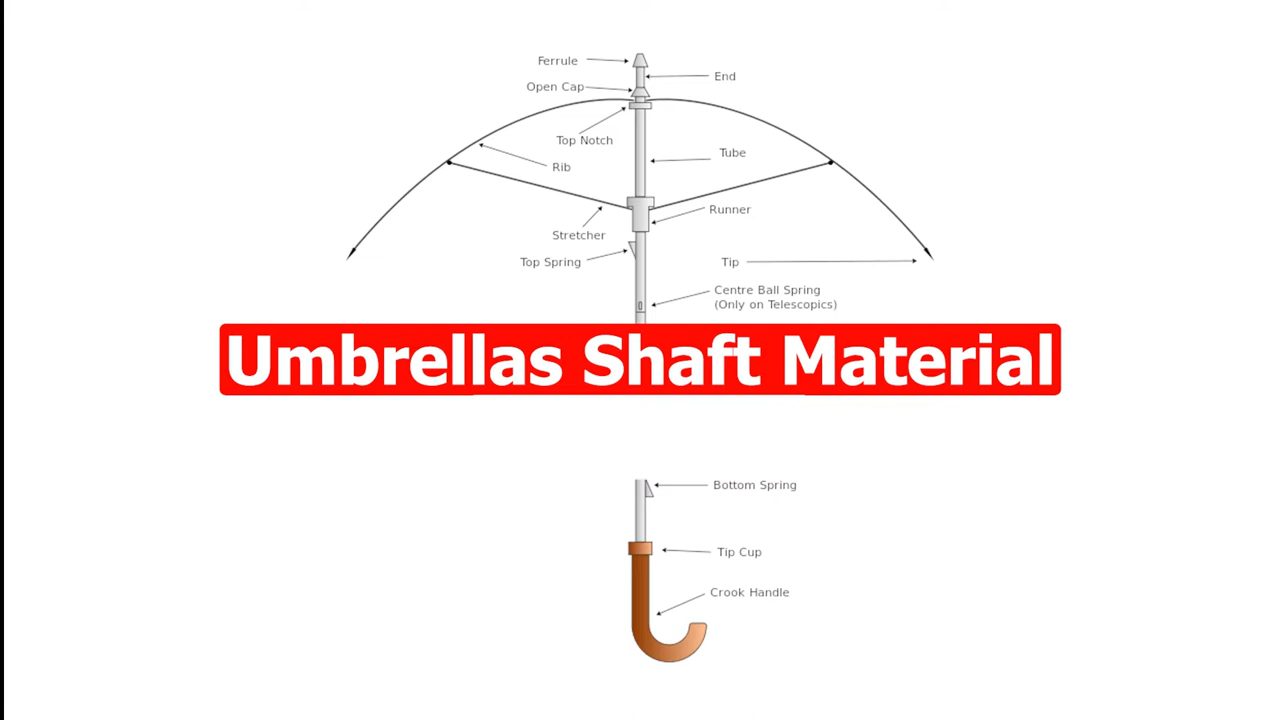 Ferrule
End
Open Cap
Top Notch
Tube
Rib
Runner
Stretcher
Top Spring
Tip
Centre Ball Spring
(Only on Telescopics)
Umbrellas Shaft Material
Bottom Spring
Tip Cup
Crook Handle